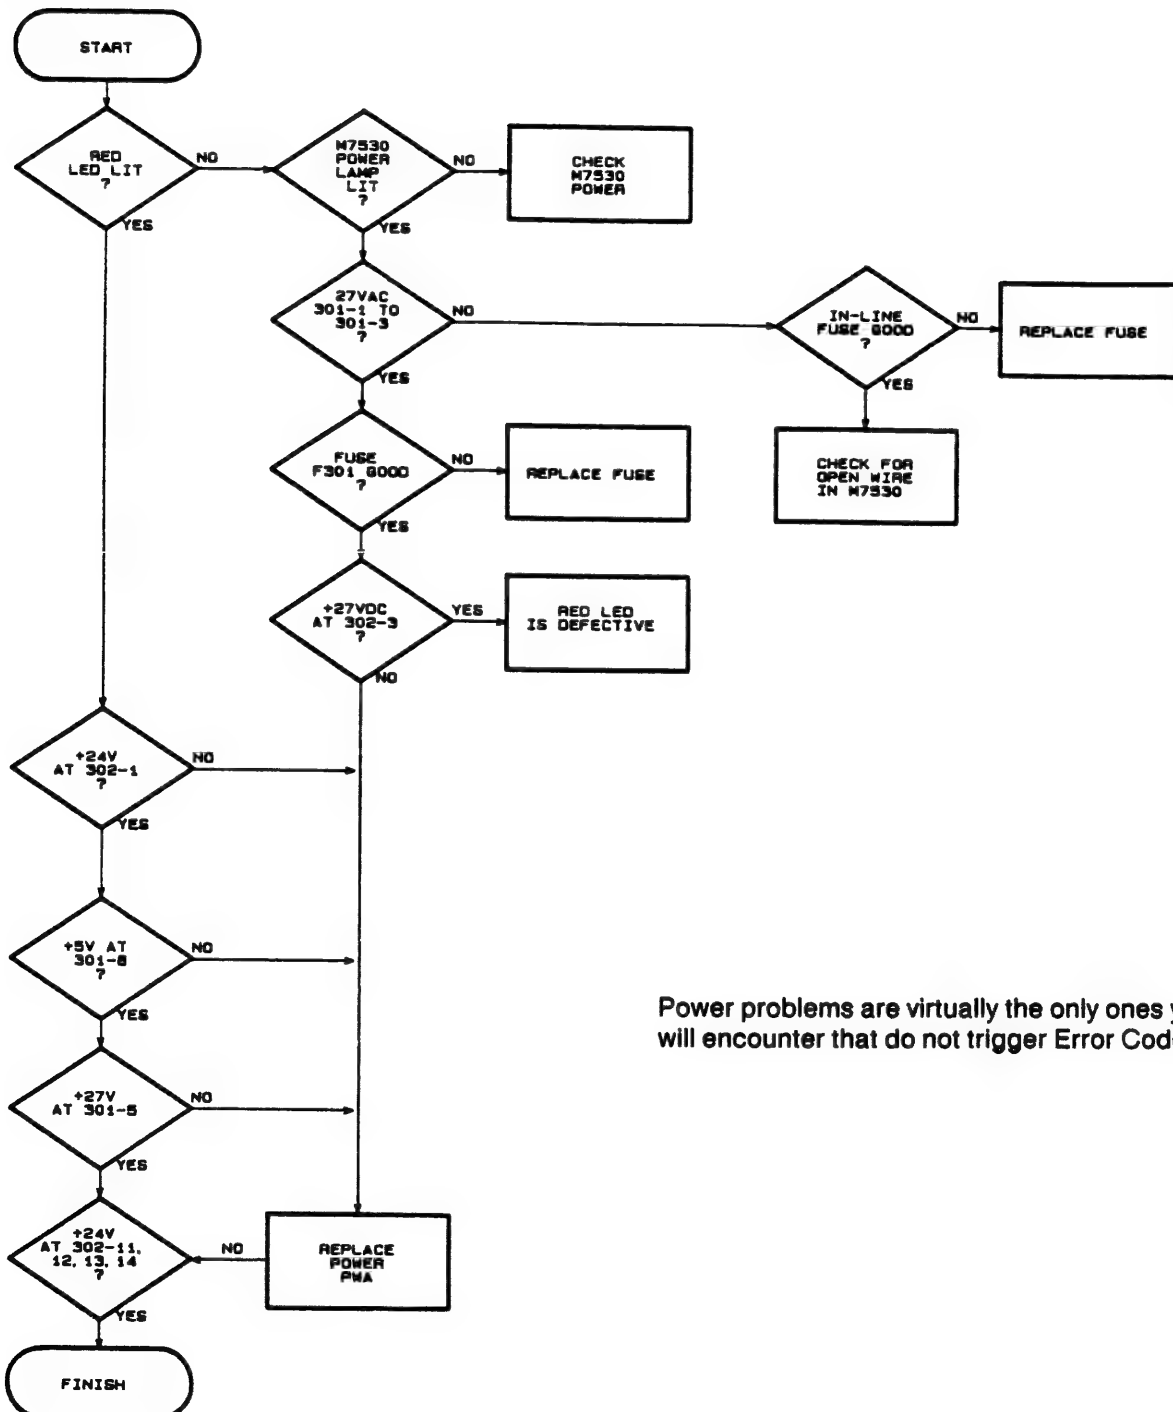 START
RED
LED LIT
?
NO
YES
M7530
POWER
LAMP
LIT
?
NO
YES
CHECK
M7530
POWER
27VAC
301-1 TO
301-3
?
NO
YES
IN-LINE
FUSE GOOD
?
NO
YES
REPLACE FUSE
CHECK FOR
OPEN WIRE
IN M7530
FUSE
F301 GOOD
?
NO
YES
REPLACE FUSE
+27VDC
AT 302-3
?
YES
NO
RED LED
IS DEFECTIVE
+24V
AT 302-1
?
NO
YES
+5V AT
?
NO
YES
+27V
AT 301-5
?
NO
YES
+24V
AT 302-11,
12, 13, 14
?
NO
YES
REPLACE
POWER
PWA
FINISH
Power problems are virtually the only ones
will encounter that do not trigger Error